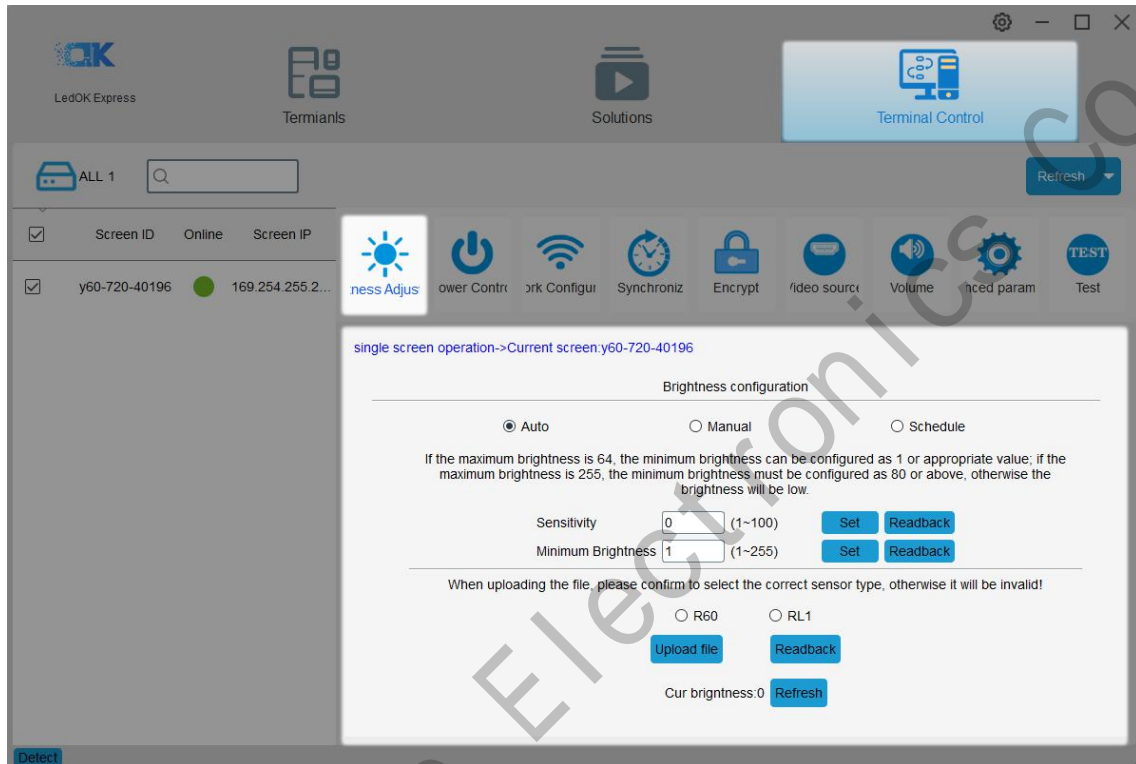 LedOK Express
Termianls
Solutions
Terminal Control
ALL 1
Refresh
Screen ID Online Screen IP
y60-720-40196 169.254.255.2...
ness Adjus
ower Contro
ork Configur
Synchroniz
Encrypt
Video source
Volume
nced param
TEST
Test
single screen operation->Current screen:y60-720-40196
Brightness configuration
Auto Manual Schedule
If the maximum brightness is 64, the minimum brightness can be configured as 1 or appropriate value; if the
maximum brightness is 255, the minimum brightness must be configured as 80 or above, otherwise the
brightness will be low.
Sensitivity 0 (1~100) Set Readback
Minimum Brightness 1 (1~255) Set Readback
When uploading the file, please confirm to select the correct sensor type, otherwise it will be invalid!
R60 RL1
Upload file Readback
Cur brigntness:0 Refresh
Detect
Electronics Co